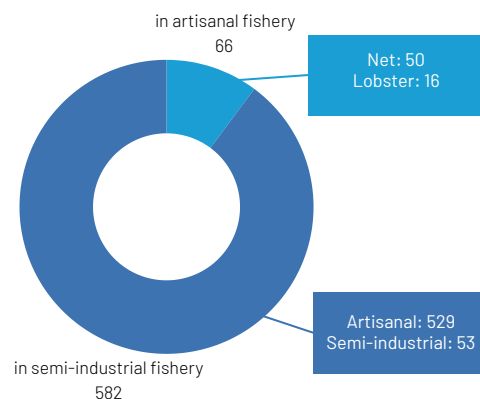 in artisanal fishery
66
Net: 50
Lobster: 16
Artisanal: 529
Semi-industrial: 53
in semi-industrial fishery
582